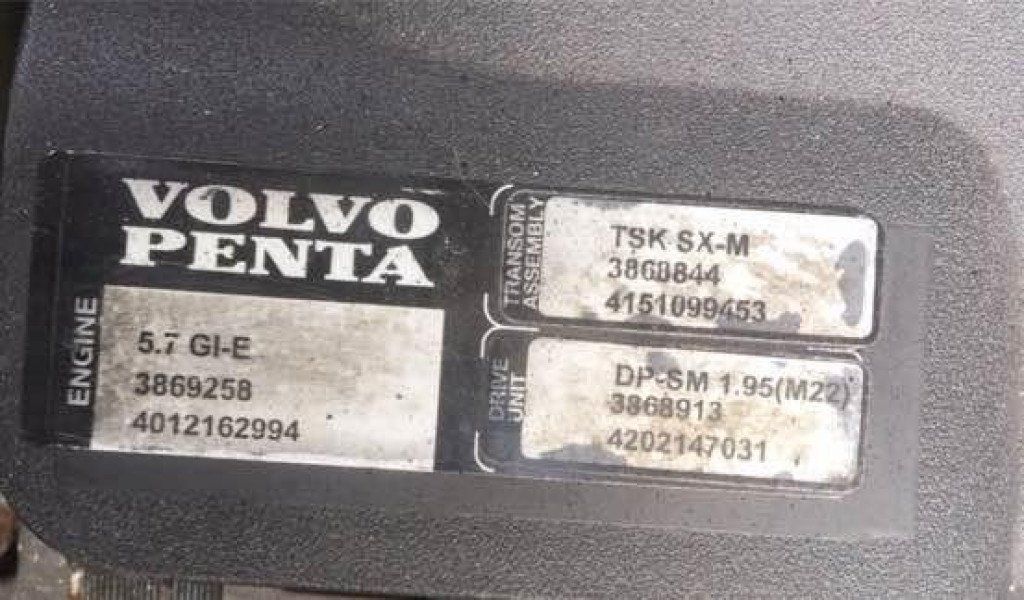 VOLVO
PENTA
ENGINE
5.7 GI-E
3869258
4012162994
TRANSOM
ASSEMBLY
TSK SX-M
3868844
4151099453
DRIVE
UNIT
DP-SM 1.95(M22)
3868913
4202147031